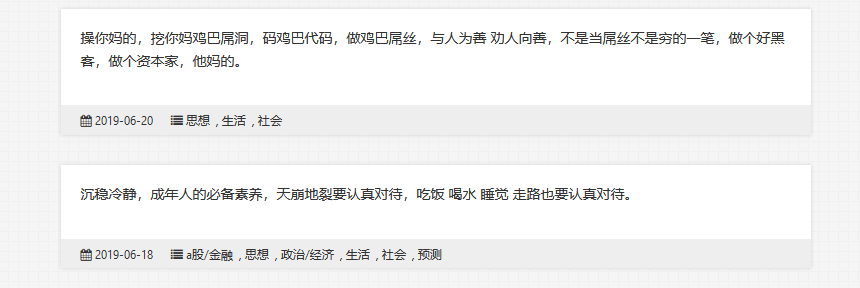 操你妈的，挖你妈鸡巴屌洞，码鸡巴代码，做鸡巴屌丝，与人为善 劝人向善，不是当屌丝不是穷的一笔，做个好黑
客，做个资本家，他妈的。
2019-06-20 思想 , 生活 , 社会
沉稳冷静，成年人的必备素养，天崩地裂要认真对待，吃饭 喝水 睡觉 走路也要认真对待。
2019-06-18 a股/金融 , 思想 , 政治/经济 , 生活 , 社会 , 预测